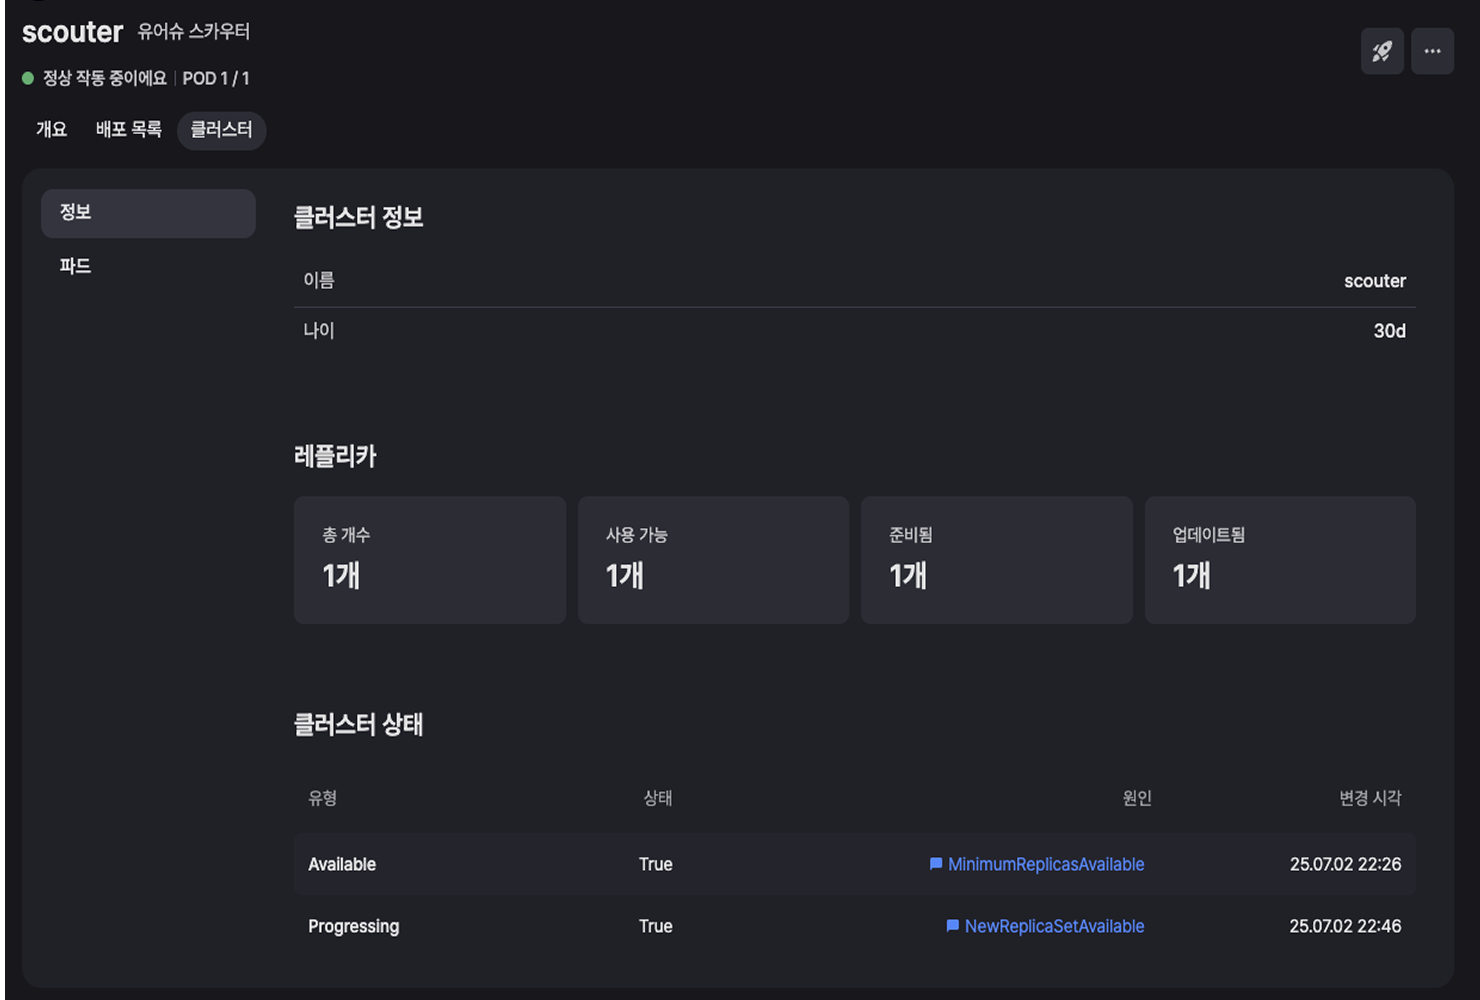 scouter 유어슈 스카우터
정상 작동 중이에요 | POD 1 / 1
개요 배포 목록 클러스터
정보
파드
클러스터 정보
이름 scouter
나이 30d
레플리카
총 개수 사용 가능 준비됨 업데이트됨
1개 1개 1개 1개
클러스터 상태
유형 상태 원인 변경 시각
Available True MinimumReplicasAvailable 25.07.02 22:26
Progressing True NewReplicaSetAvailable 25.07.02 22:46